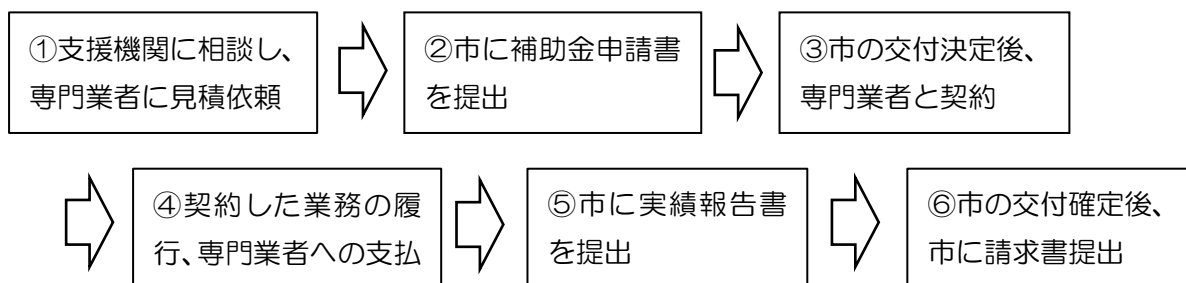 ①支援機関に相談し、
専門業者に見積依頼
②市に補助金申請書
を提出
③市の交付決定後、
専門業者と契約
④契約した業務の履
行、専門業者への支払
⑤市に実績報告書
を提出
⑥市の交付確定後、
市に請求書提出